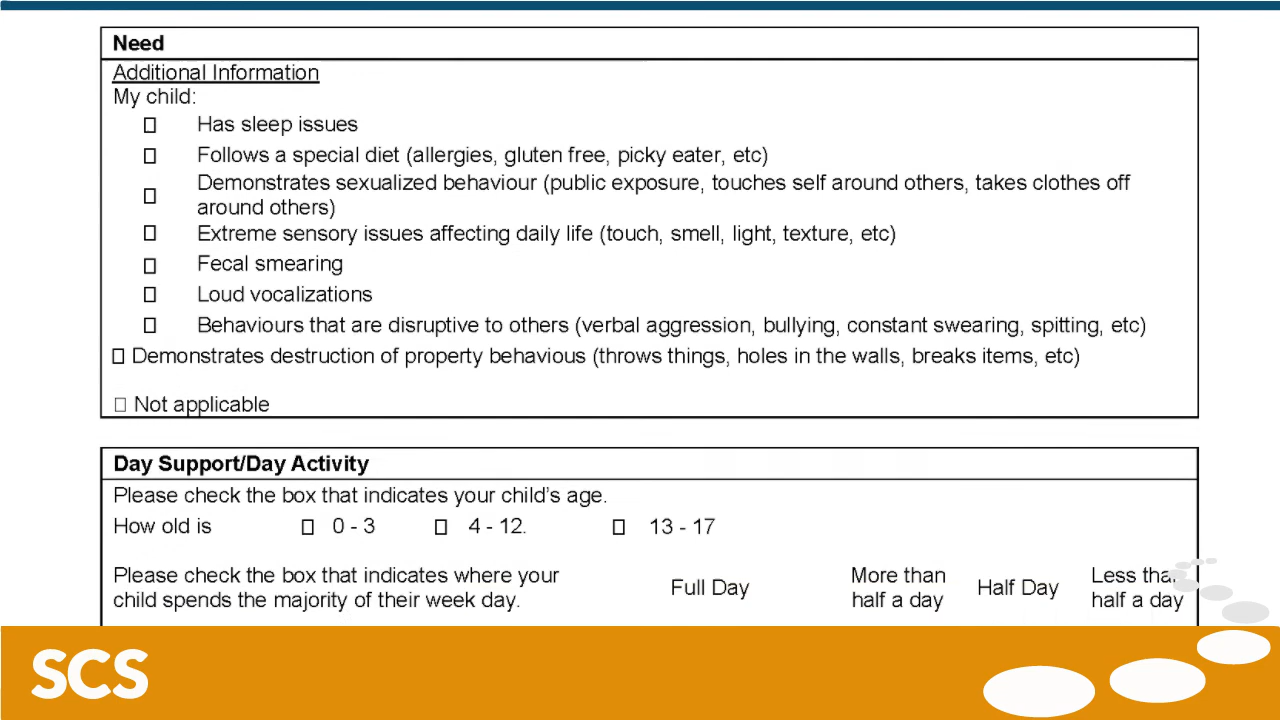 Need
Additional Information
My child:
Has sleep issues
Follows a special diet (allergies, gluten free, picky eater, etc)
Demonstrates sexualized behaviour (public exposure, touches self around others, takes clothes off
around others)
Extreme sensory issues affecting daily life (touch, smell, light, texture, etc)
Fecal smearing
Loud vocalizations
Behaviours that are disruptive to others (verbal aggression, bullying, constant swearing, spitting, etc)
Demonstrates destruction of property behavious (throws things, holes in the walls, breaks items, etc)
Not applicable
Day Support/Day Activity
Please check the box that indicates your child's age.
How old is 0 - 3 4 - 12. 13 - 17
Please check the box that indicates where your
child spends the majority of their week day.
Full Day
More than
half a day
Half Day
Less than
half a day
SCS